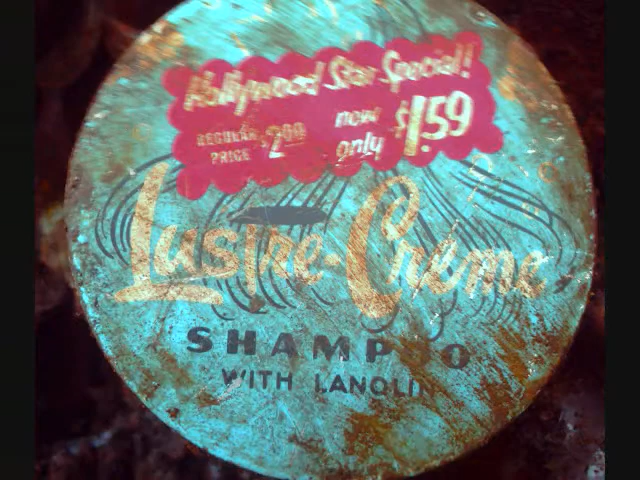 Hollywood Star Special!
REGULAR PRICE $2.00
now only $1.59
Lustre-Creme
SHAMPOO
WITH LANOLIN